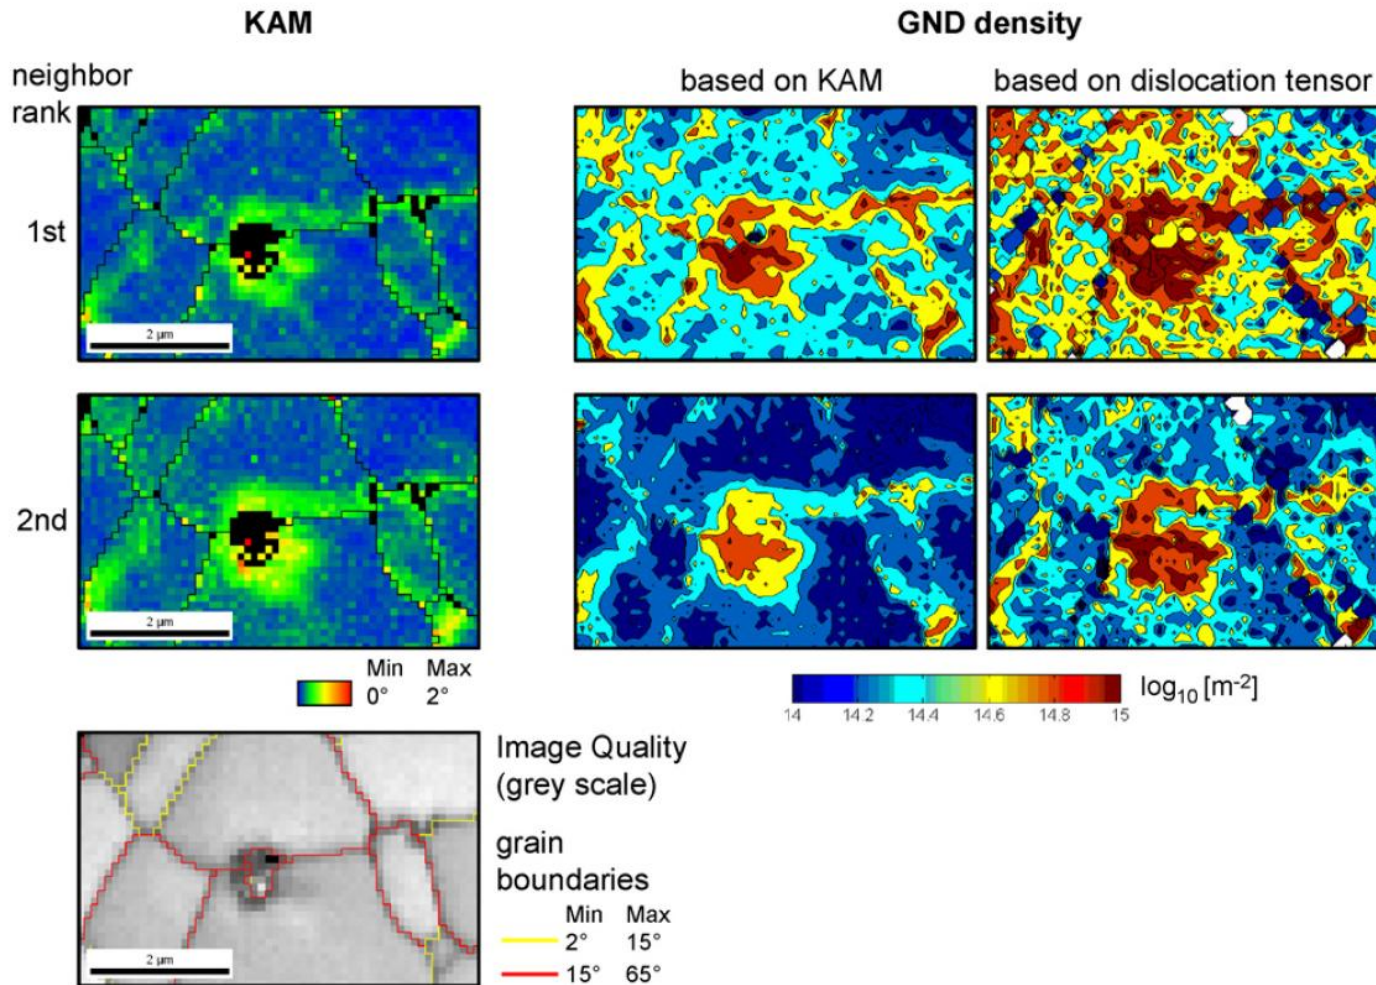 KAM
GND density
neighbor
rank
based on KAM
based on dislocation tensor
1st
2 µm
2nd
2 µm
Min Max
0° 2°
log10 [m-2]
14 14.2 14.4 14.6 14.8 15
Image Quality
(grey scale)
grain
boundaries
Min Max
2° 15°
15° 65°
2 µm